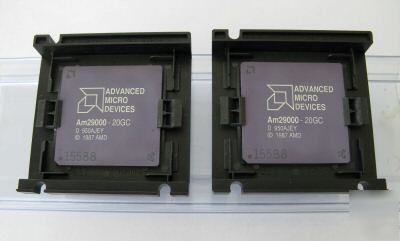 ADVANCED
MICRO
DEVICES
Am29000-20GC
D 950AJEY
© 1987 AMD
15588
ADVANCED
MICRO
DEVICES
Am29000-20GC
D 950AJEY
© 1987 AMD
15588